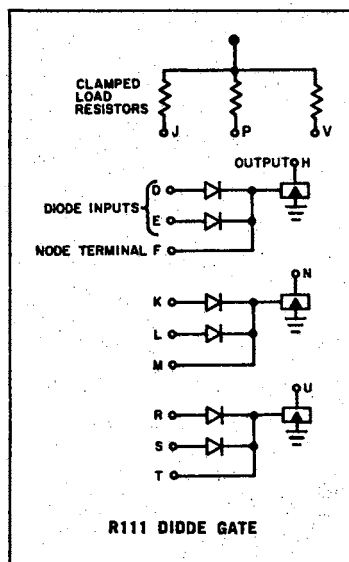 CLAMPED
LOAD
RESISTORS
J P V
OUTPUT H
D
DIODE INPUTS
E
NODE TERMINAL F
N
K
L
M
U
R
S
T
R111 DIODE GATE